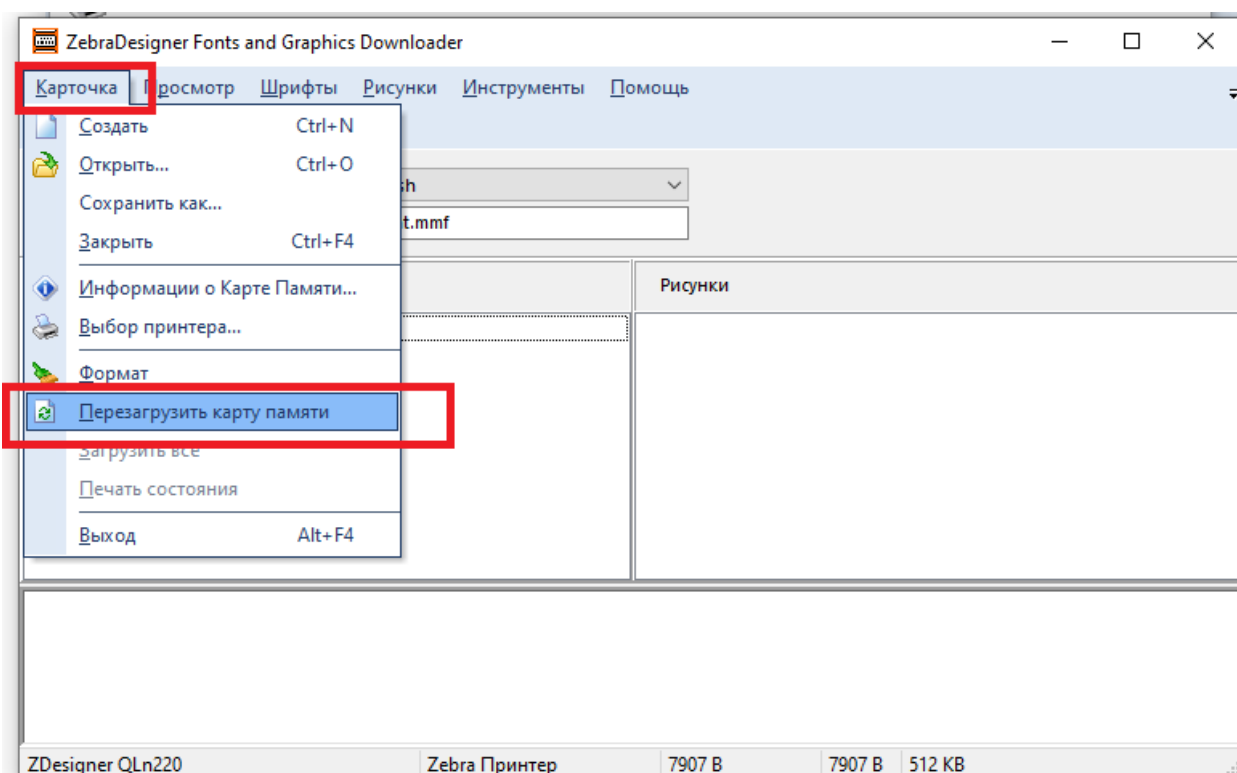 ZebraDesigner Fonts and Graphics Downloader
Карточка Просмотр Шрифты Рисунки Инструменты Помощь
Создать Ctrl+N
Открыть... Ctrl+O
Сохранить как...
t.mmf
Закрыть Ctrl+F4
Информации о Карте Памяти...
Рисунки
Выбор принтера...
Формат
Перезагрузить карту памяти
Загрузить все
Печать состояния
Выход Alt+F4
ZDesigner QLn220 Zebra Принтер 7907 B 7907 B 512 KB